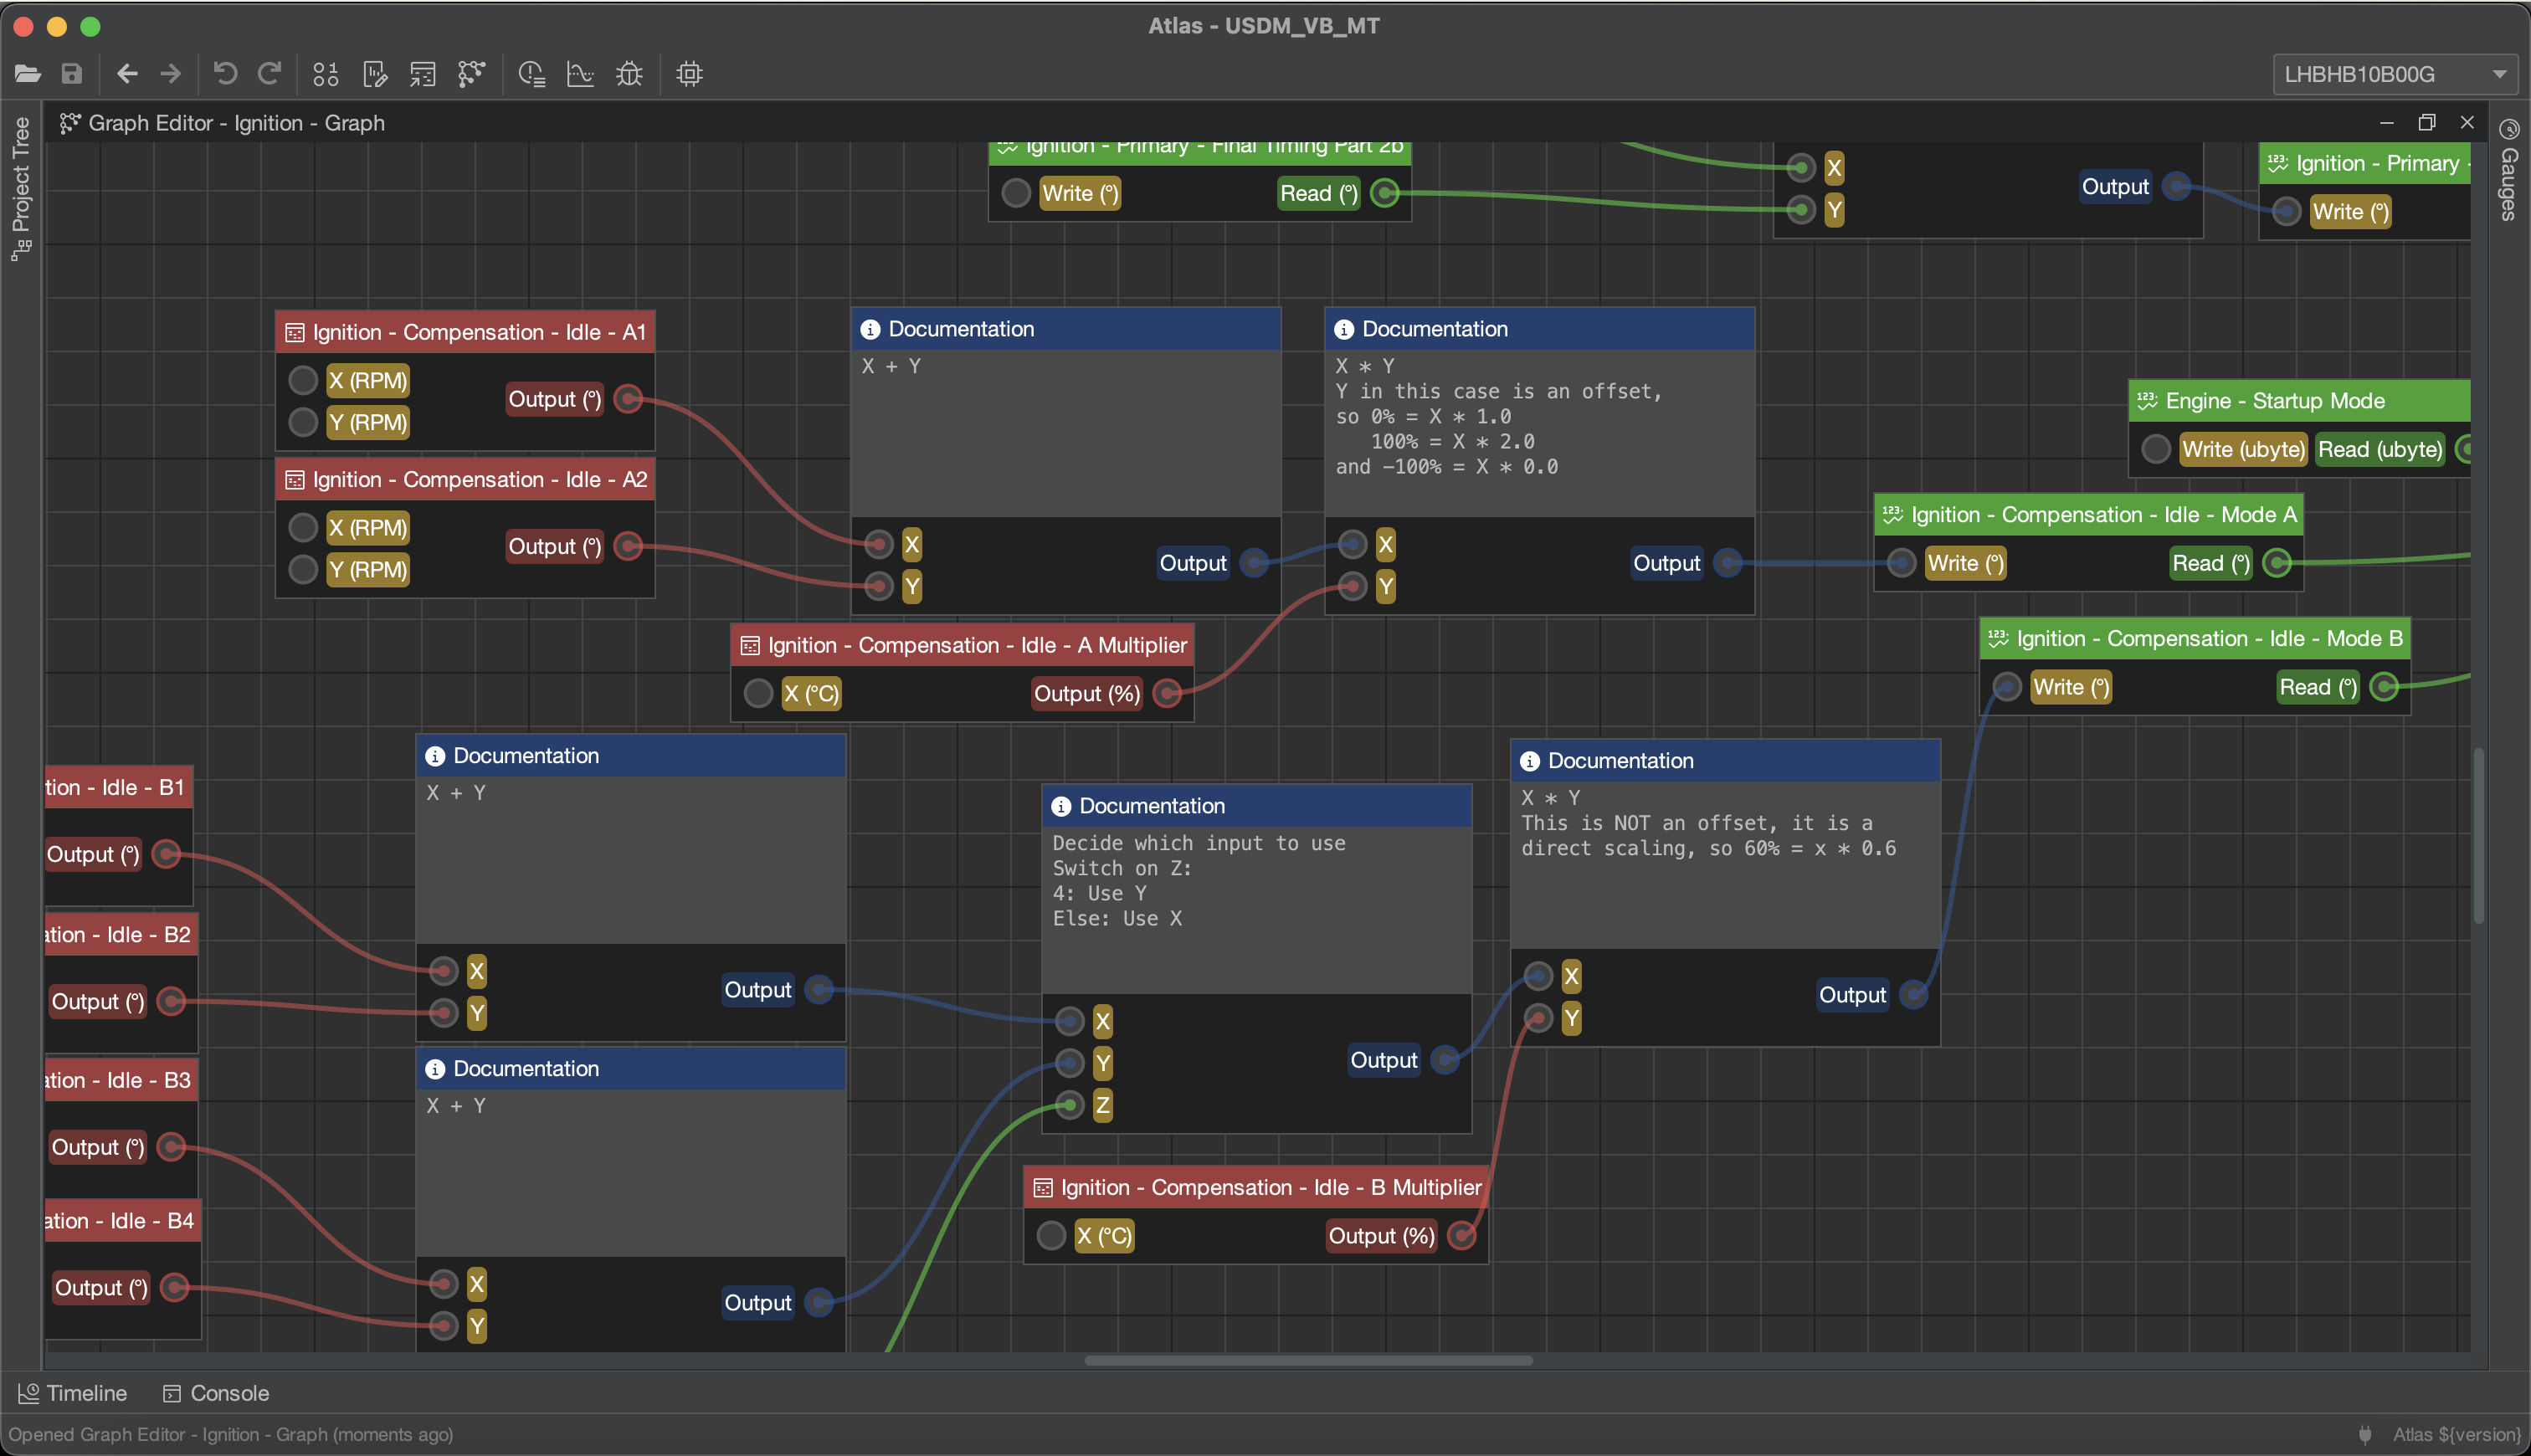 Atlas - USDM_VB_MT
LHBHB10B00G
Project Tree
Graph Editor - Ignition - Graph
Gauges
Ignition - Primary - Final Timing Part 2b
Write (°)
Read (°)
X
Y
Output
Ignition - Primary -
Write (°)
Ignition - Compensation - Idle - A1
X (RPM)
Y (RPM)
Output (°)
Ignition - Compensation - Idle - A2
X (RPM)
Y (RPM)
Output (°)
Documentation
X + Y
X
Y
Output
Documentation
X * Y
Y in this case is an offset,
so 0% = X * 1.0
100% = X * 2.0
and -100% = X * 0.0
X
Y
Output
Engine - Startup Mode
Write (ubyte)
Read (ubyte)
Ignition - Compensation - Idle - Mode A
Write (°)
Read (°)
Ignition - Compensation - Idle - Mode B
Write (°)
Read (°)
Ignition - Compensation - Idle - A Multiplier
X (°C)
Output (%)
tion - Idle - B1
Output (°)
ation - Idle - B2
Output (°)
ation - Idle - B3
Output (°)
ation - Idle - B4
Output (°)
Documentation
X + Y
X
Y
Output
Documentation
X + Y
X
Y
Output
Documentation
Decide which input to use
Switch on Z:
4: Use Y
Else: Use X
X
Y
Z
Output
Documentation
X * Y
This is NOT an offset, it is a
direct scaling, so 60% = x * 0.6
X
Y
Output
Ignition - Compensation - Idle - B Multiplier
X (°C)
Output (%)
Timeline
Console
Opened Graph Editor - Ignition - Graph (moments ago)
Atlas ${version}